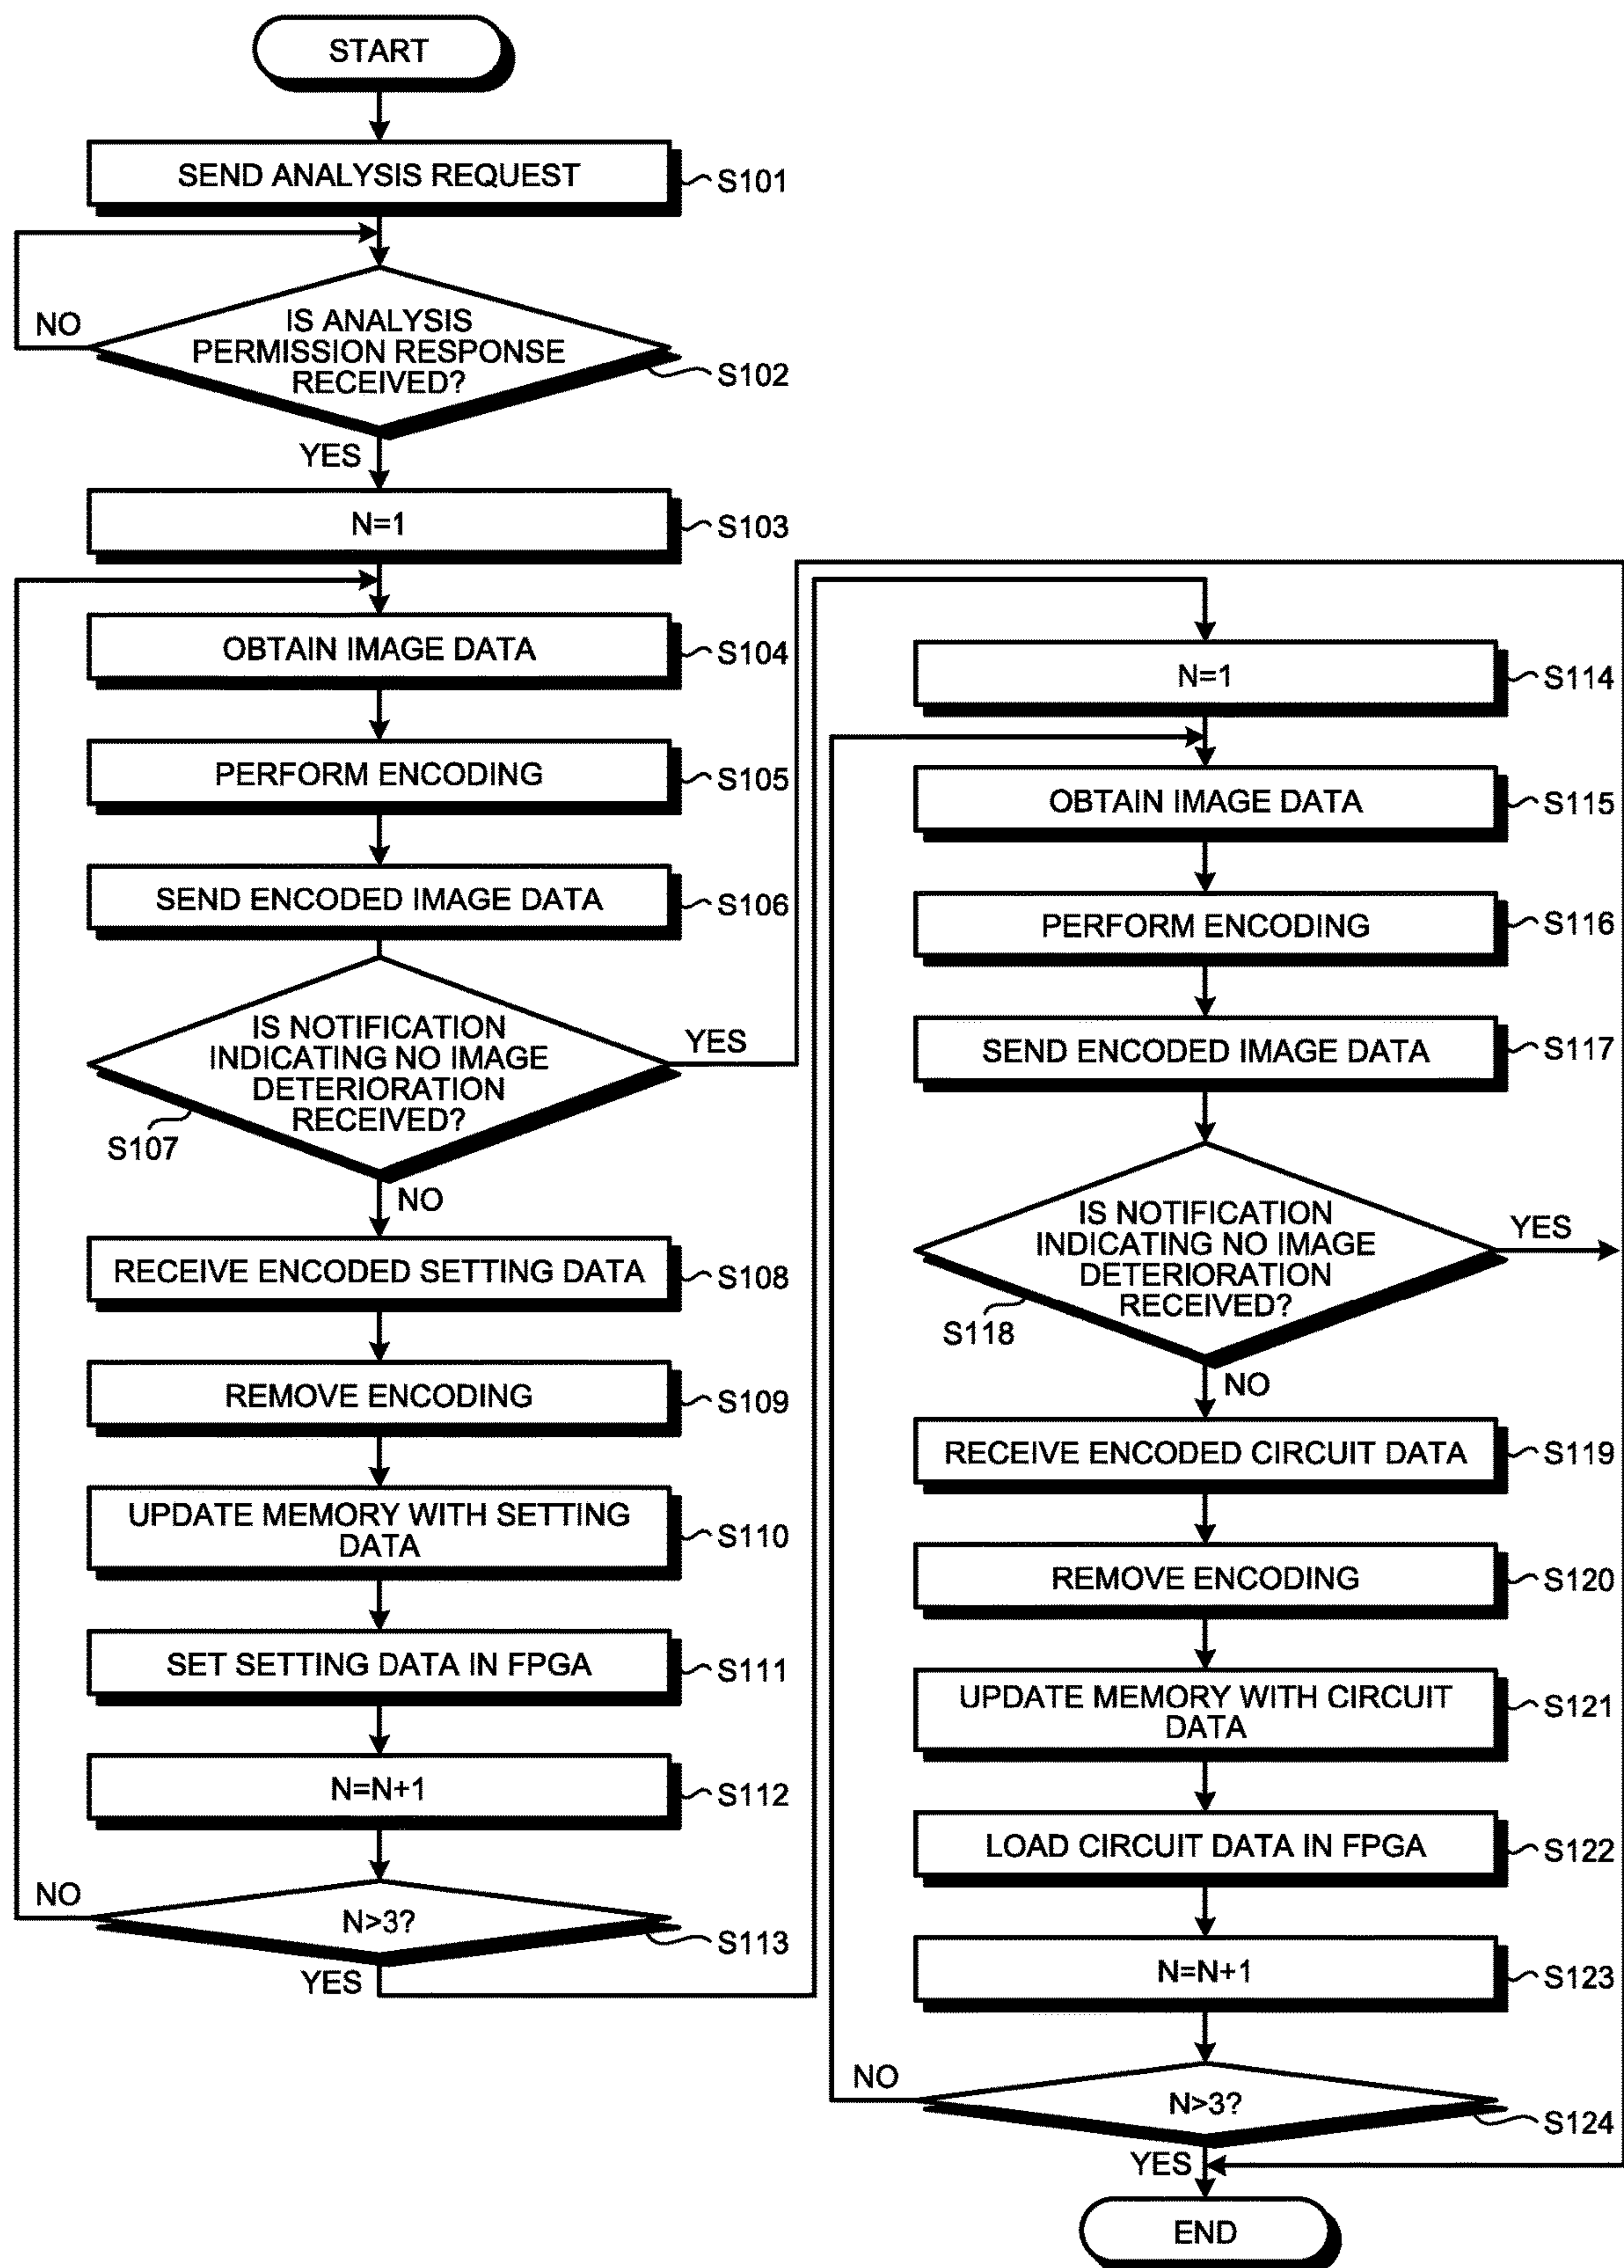 START
SEND ANALYSIS REQUEST
S101
NO
IS ANALYSIS
PERMISSION RESPONSE
RECEIVED?
S102
YES
N=1
S103
OBTAIN IMAGE DATA
S104
PERFORM ENCODING
S105
SEND ENCODED IMAGE DATA
S106
IS NOTIFICATION
INDICATING NO IMAGE
DETERIORATION
RECEIVED?
YES
S107
NO
RECEIVE ENCODED SETTING DATA
S108
REMOVE ENCODING
S109
UPDATE MEMORY WITH SETTING
DATA
S110
SET SETTING DATA IN FPGA
S111
N=N+1
S112
NO
N>3?
S113
YES
N=1
S114
OBTAIN IMAGE DATA
S115
PERFORM ENCODING
S116
SEND ENCODED IMAGE DATA
S117
IS NOTIFICATION
INDICATING NO IMAGE
DETERIORATION
RECEIVED?
YES
S118
NO
RECEIVE ENCODED CIRCUIT DATA
S119
REMOVE ENCODING
S120
UPDATE MEMORY WITH CIRCUIT
DATA
S121
LOAD CIRCUIT DATA IN FPGA
S122
N=N+1
S123
NO
N>3?
S124
YES
END